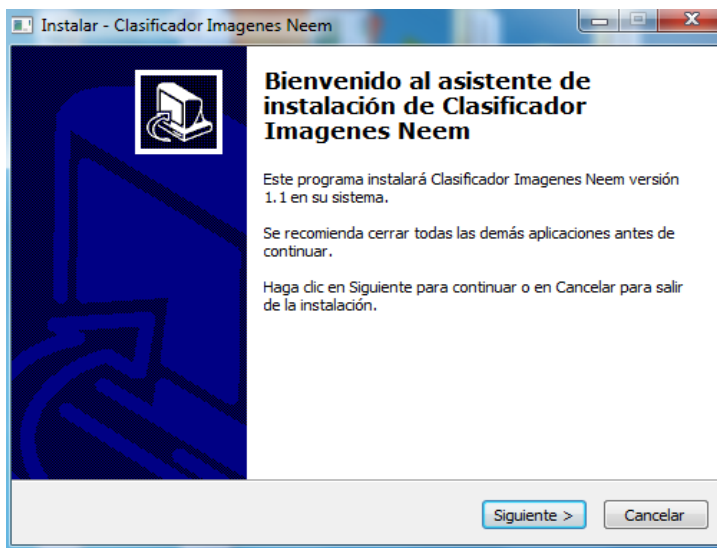 Instalar - Clasificador Imagenes Neem
Bienvenido al asistente de
instalación de Clasificador
Imagenes Neem
Este programa instalará Clasificador Imagenes Neem versión
1.1 en su sistema.
Se recomienda cerrar todas las demás aplicaciones antes de
continuar.
Haga clic en Siguiente para continuar o en Cancelar para salir
de la instalación.
Siguiente >
Cancelar